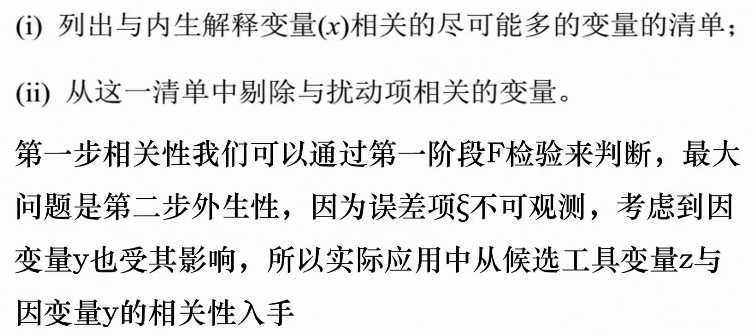 (i) 列出与内生解释变量(x)相关的尽可能多的变量的清单；
(ii) 从这一清单中剔除与扰动项相关的变量。
第一步相关性我们可以通过第一阶段F检验来判断，最大
问题是第二步外生性，因为误差项ξ不可观测，考虑到因
变量y也受其影响，所以实际应用中从候选工具变量z与
因变量y的相关性入手